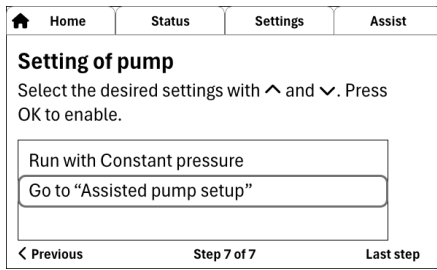 Home Status Settings Assist
Setting of pump
Select the desired settings with ∧ and ∨. Press
OK to enable.
Run with Constant pressure
Go to “Assisted pump setup”
< Previous Step 7 of 7 Last step